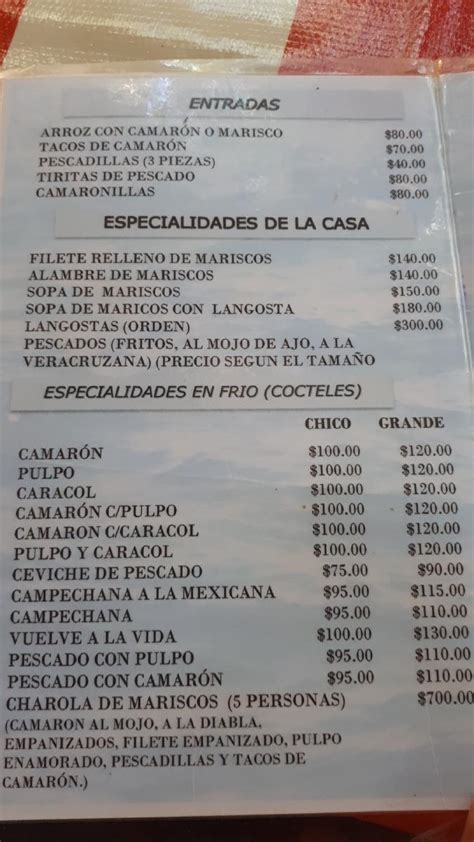 ENTRADAS
ARROZ CON CAMARÓN O MARISCO $80.00
TACOS DE CAMARÓN $70.00
PESCADILLAS (3 PIEZAS) $40.00
TIRITAS DE PESCADO $80.00
CAMARONILLAS $80.00
ESPECIALIDADES DE LA CASA
FILETE RELLENO DE MARISCOS $140.00
ALAMBRE DE MARISCOS $140.00
SOPA DE MARISCOS $150.00
SOPA DE MARICOS CON LANGOSTA $180.00
LANGOSTAS (ORDEN) $300.00
PESCADOS (FRITOS, AL MOJO DE AJO, A LA
VERACRUZANA) (PRECIO SEGUN EL TAMAÑO
ESPECIALIDADES EN FRIO (COCTELES)
CHICO GRANDE
CAMARÓN $100.00 $120.00
PULPO $100.00 $120.00
CARACOL $100.00 $120.00
CAMARÓN C/PULPO $100.00 $120.00
CAMARON C/CARACOL $100.00 $120.00
PULPO Y CARACOL $100.00 $120.00
CEVICHE DE PESCADO $75.00 $90.00
CAMPECHANA A LA MEXICANA $95.00 $115.00
CAMPECHANA $95.00 $110.00
VUELVE A LA VIDA $100.00 $130.00
PESCADO CON PULPO $95.00 $110.00
PESCADO CON CAMARÓN $95.00 $110.00
CHAROLA DE MARISCOS (5 PERSONAS) $700.00
(CAMARON AL MOJO, A LA DIABLA,
EMPANIZADOS, FILETE EMPANIZADO, PULPO
ENAMORADO, PESCADILLAS Y TACOS DE
CAMARÓN.)